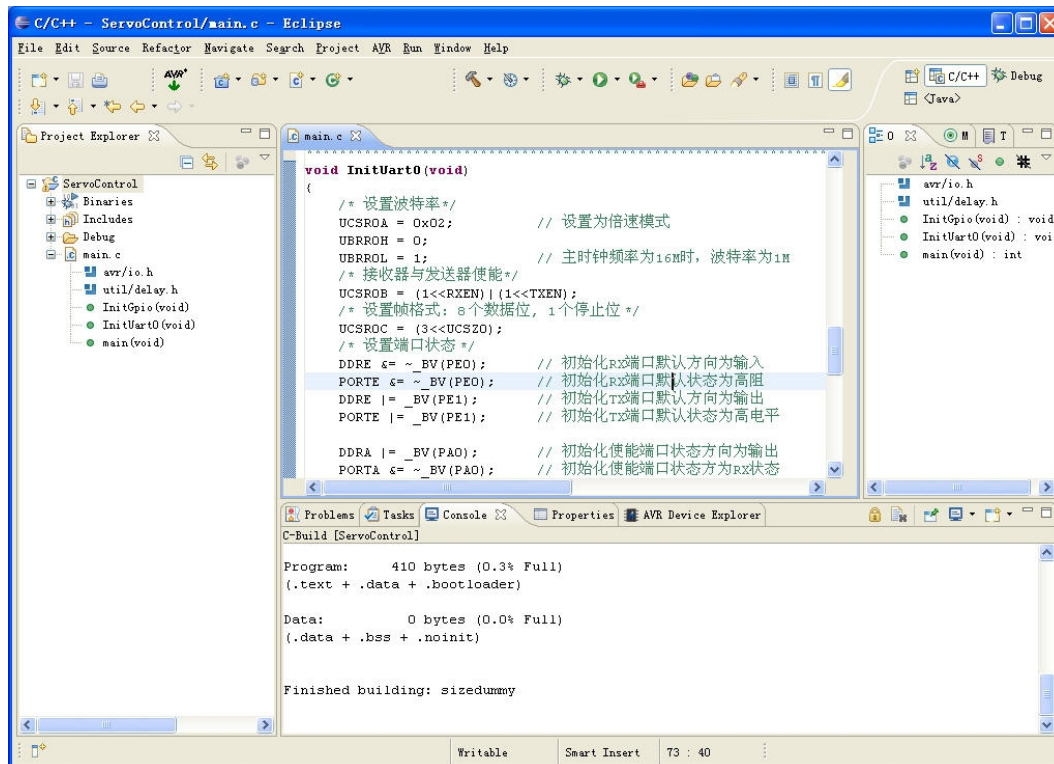 C/C++ - ServoControl/main.c - Eclipse
File Edit Source Refactor Navigate Search Project AVR Run Window Help
C/C++ Debug
<Java>
Project Explorer
ServoControl
Binaries
Includes
Debug
main.c
avr/io.h
util/delay.h
InitGpio(void)
InitUart0(void)
main(void)
main.c
void InitUart0(void)
{
/* 设置波特率*/
UCSR0A = 0x02; // 设置为倍速模式
UBRR0H = 0;
UBRR0L = 1; // 主时钟频率为16M时，波特率为1M
/* 接收器与发送器使能*/
UCSR0B = (1<<RXEN)|(1<<TXEN);
/* 设置帧格式: 8个数据位, 1个停止位 */
UCSR0C = (3<<UCSZ0);
/* 设置端口状态 */
DDRE &= ~_BV(PE0); // 初始化RX端口默认方向为输入
PORTE &= ~_BV(PE0); // 初始化RX端口默认状态为高阻
DDRE |= _BV(PE1); // 初始化TX端口默认方向为输出
PORTE |= _BV(PE1); // 初始化TX端口默认状态为高电平
DDRA |= _BV(PA0); // 初始化使能端口状态方向为输出
PORTA &= ~_BV(PA0); // 初始化使能端口状态方为RX状态
O M T
avr/io.h
util/delay.h
InitGpio(void) : void
InitUart0(void) : voi
main(void) : int
Problems Tasks Console Properties AVR Device Explorer
C-Build [ServoControl]
Program: 410 bytes (0.3% Full)
(.text + .data + .bootloader)
Data: 0 bytes (0.0% Full)
(.data + .bss + .noinit)
Finished building: sizedummy
Writable Smart Insert 73 : 40